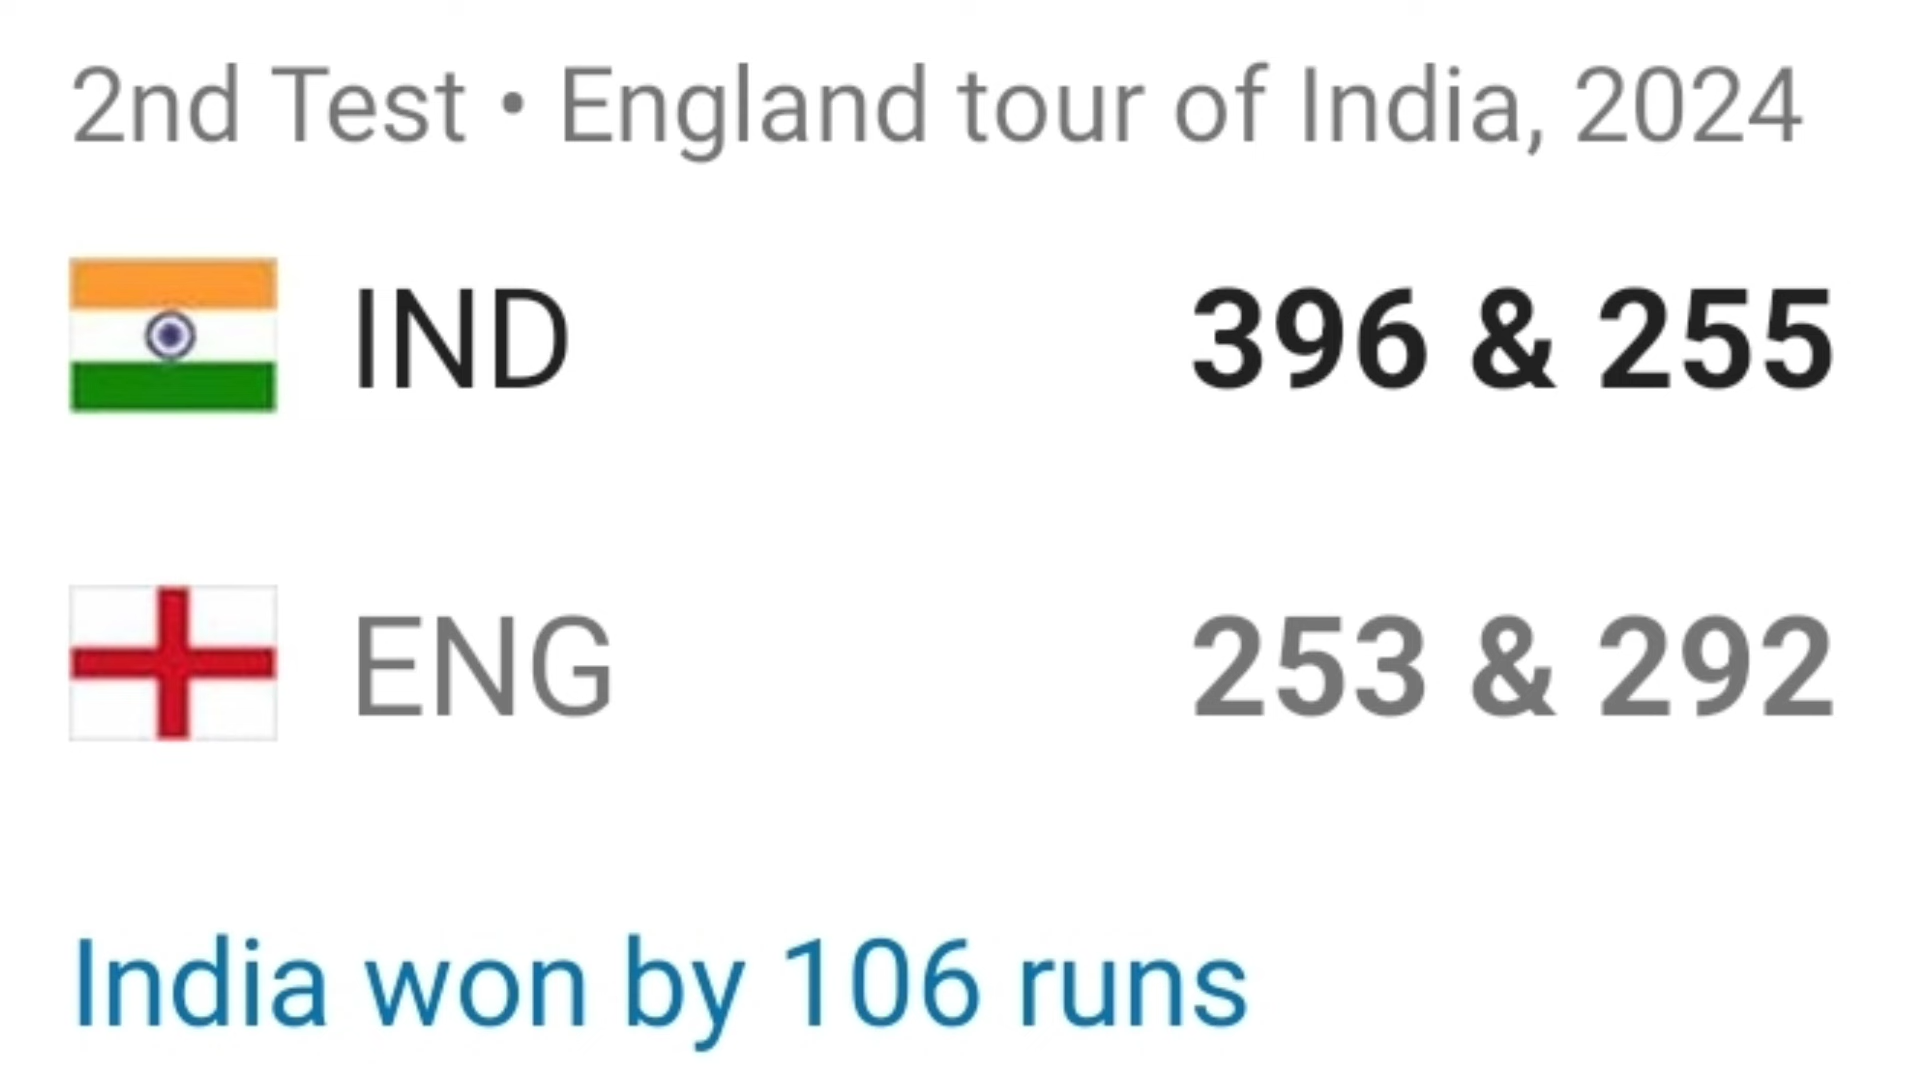 2nd Test • England tour of India, 2024
IND 396 & 255
ENG 253 & 292
India won by 106 runs